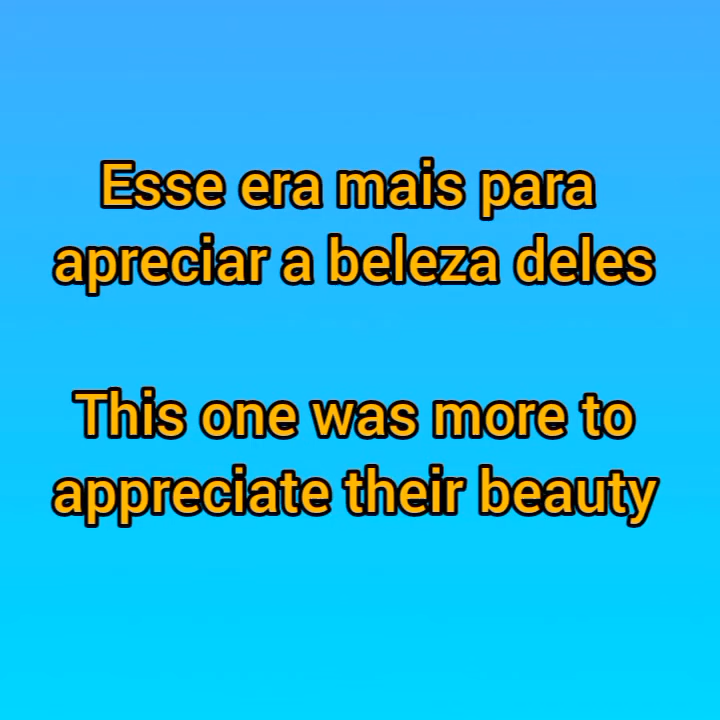 Esse era mais para
apreciar a beleza deles
This one was more to
appreciate their beauty